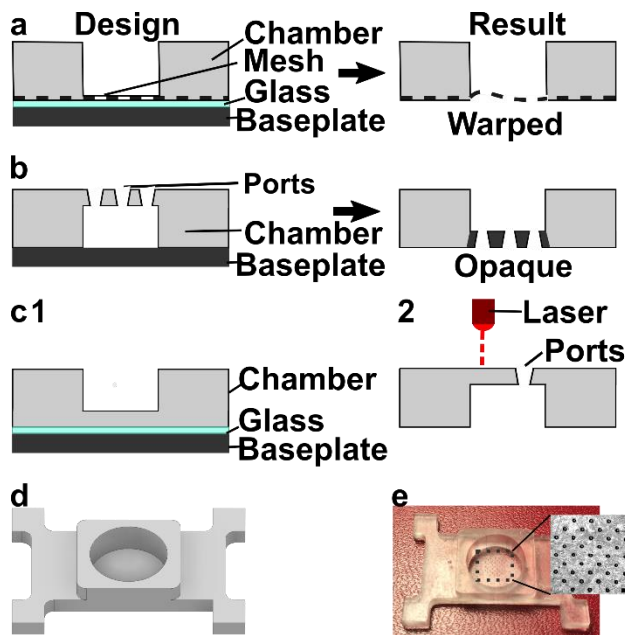 a Design Result
Chamber
Mesh
Glass
Baseplate
Warped
b
Ports
Chamber
Baseplate
Opaque
c1 2
Laser
Ports
Chamber
Glass
Baseplate
d e